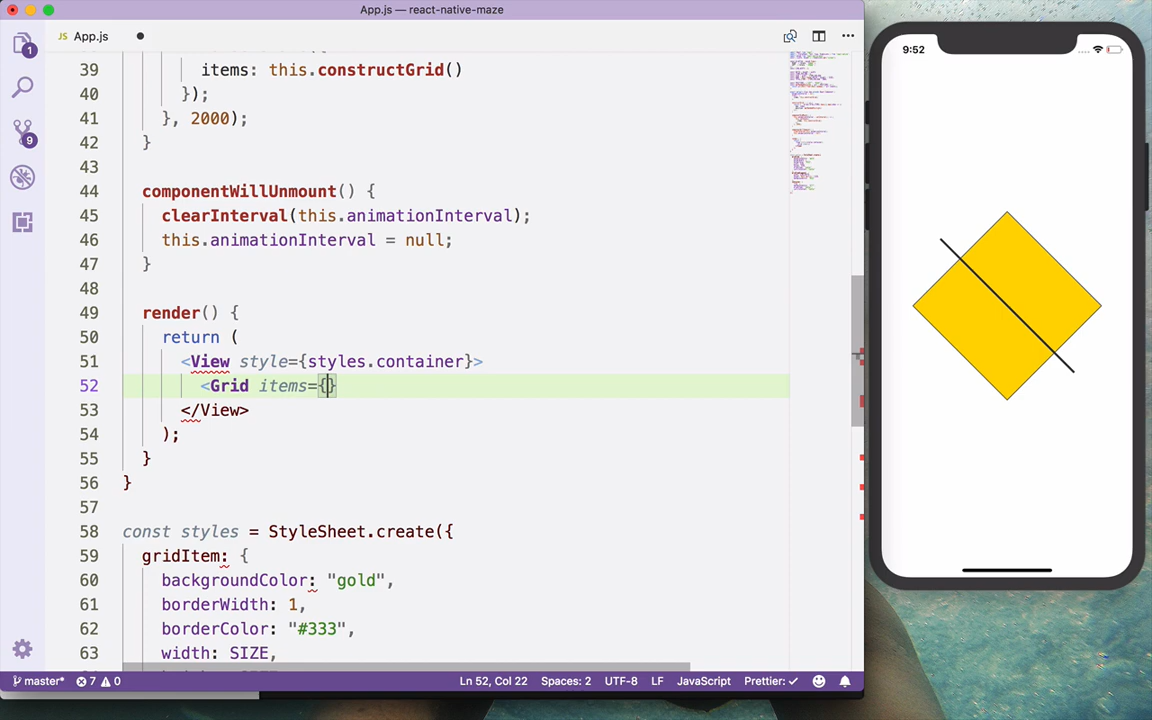 App.js — react-native-maze
JS App.js
1
9
39 items: this.constructGrid()
40 });
41 }, 2000);
42 }
43
44 componentWillUnmount() {
45 clearInterval(this.animationInterval);
46 this.animationInterval = null;
47 }
48
49 render() {
50 return (
51 <View style={styles.container}>
52 <Grid items={}
53 </View>
54 );
55 }
56 }
57
58 const styles = StyleSheet.create({
59 gridItem: {
60 backgroundColor: "gold",
61 borderWidth: 1,
62 borderColor: "#333",
63 width: SIZE,
master* 7 0 Ln 52, Col 22 Spaces: 2 UTF-8 LF JavaScript Prettier: ✓
9:52